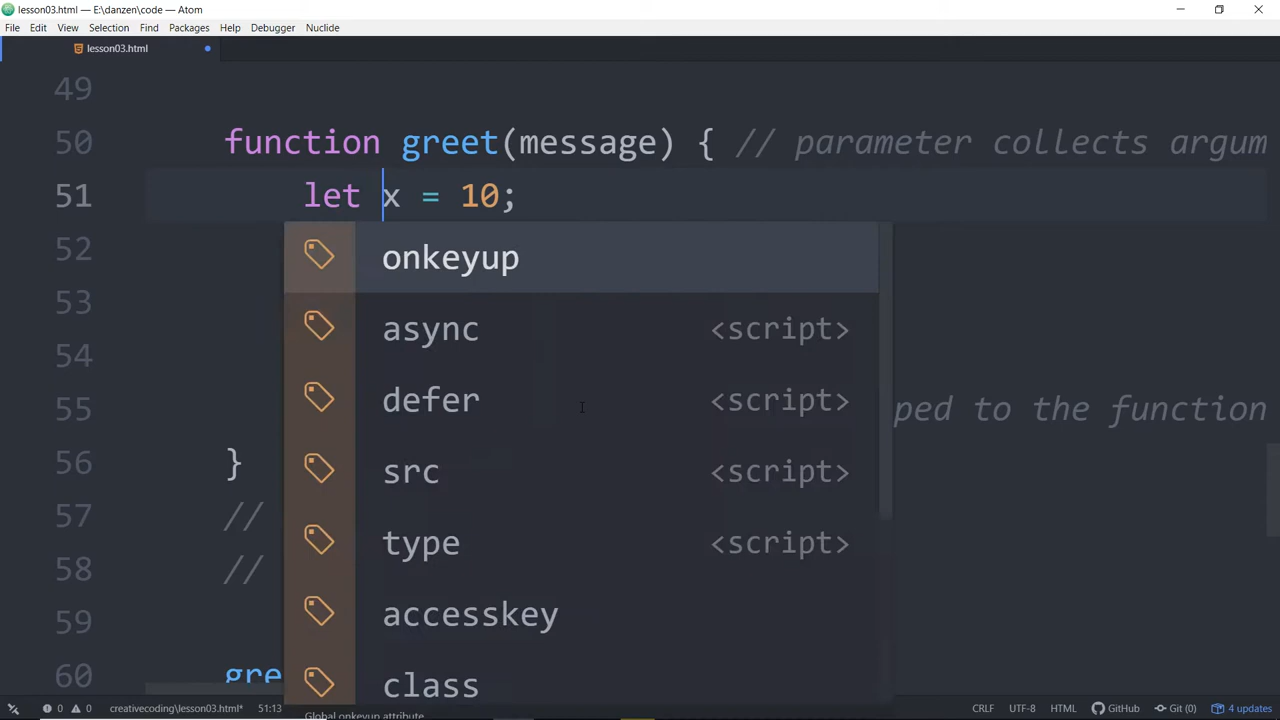 lesson03.html — E:\danzen\code — Atom
File Edit View Selection Find Packages Help Debugger Nuclide
lesson03.html
49
50 function greet(message) { // parameter collects argum
51 let x = 10;
52 onkeyup
53 async <script>
54 defer <script>
55 ped to the function
src <script>
56 }
57 //
type <script>
58 //
accesskey
59
60 gre
class
Global onkeyup attribute
0 0 creativecoding\lesson03.html* 51:13 CRLF UTF-8 HTML GitHub Git (0) 4 updates